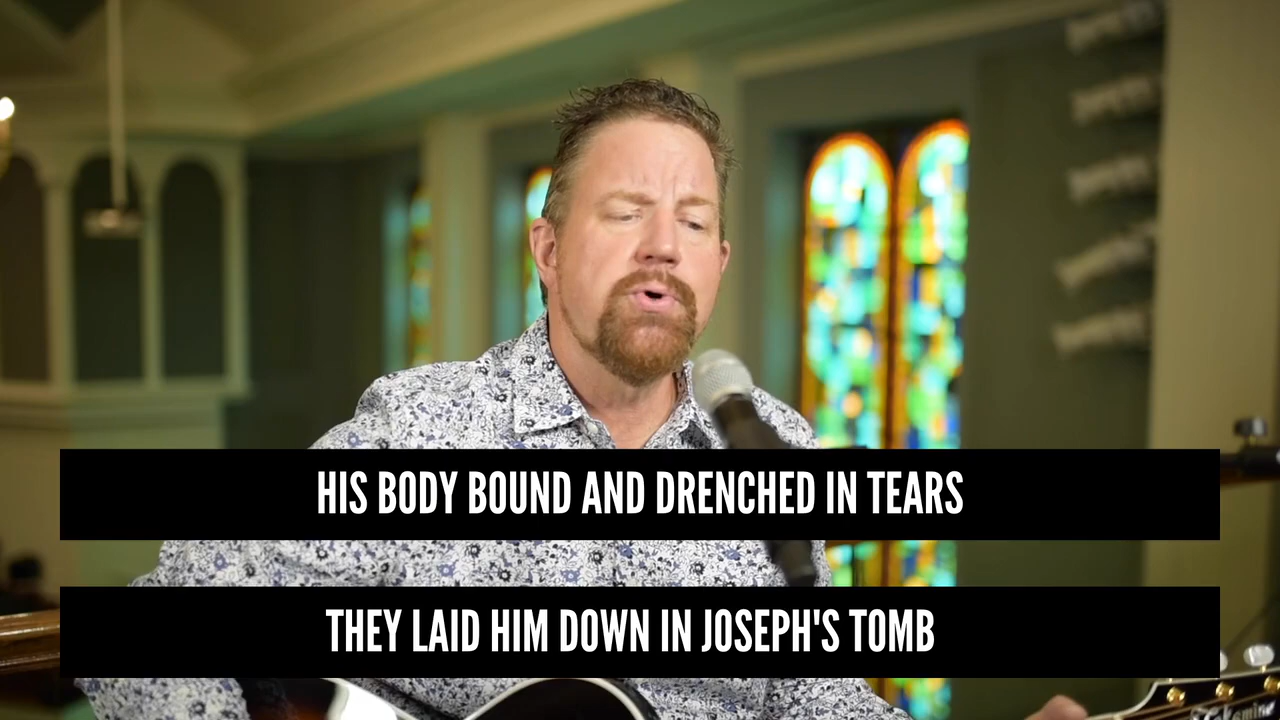 HIS BODY BOUND AND DRENCHED IN TEARS
THEY LAID HIM DOWN IN JOSEPH'S TOMB